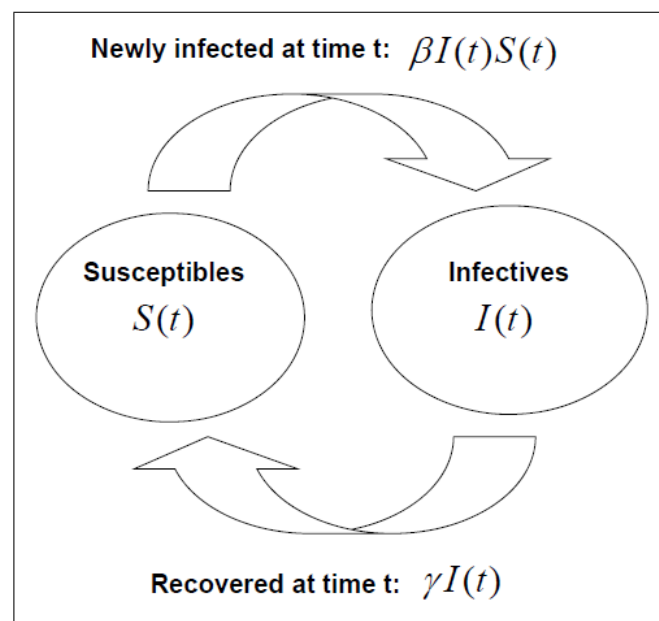 Newly infected at time t: βI(t)S(t)
Susceptibles
S(t)
Infectives
I(t)
Recovered at time t: γI(t)